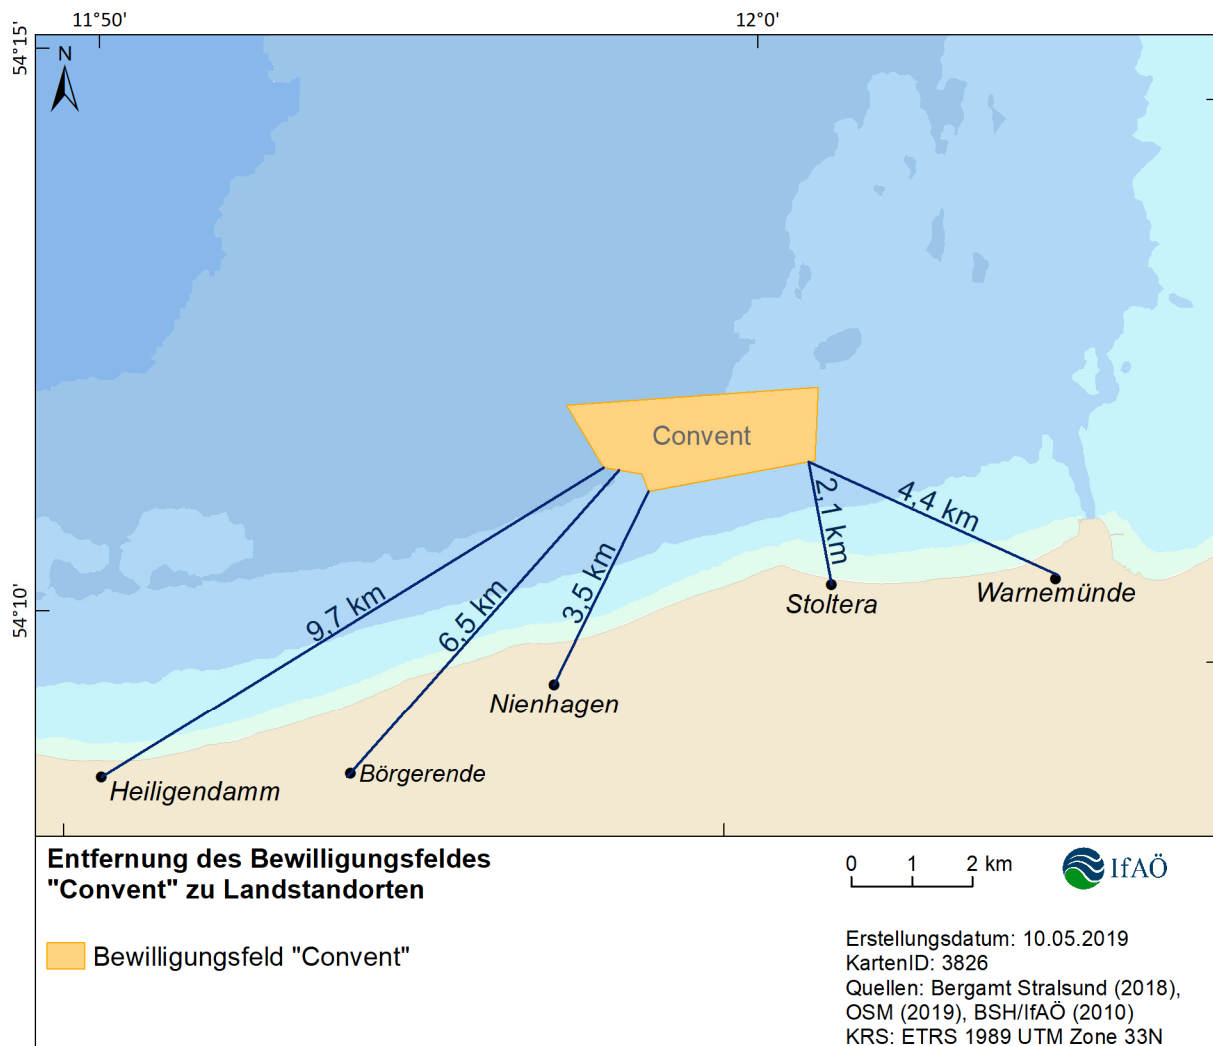 11°50'
12°0'
54°15'
N
Convent
9,7 km
6,5 km
3,5 km
2,1 km
4,4 km
54°10'
Stoltera
Warnemünde
Nienhagen
Börgerende
Heiligendamm
Entfernung des Bewilligungsfeldes
"Convent" zu Landstandorten
0 1 2 km
IfAÖ
Bewilligungsfeld "Convent"
Erstellungsdatum: 10.05.2019
KartenID: 3826
Quellen: Bergamt Stralsund (2018),
OSM (2019), BSH/IfAÖ (2010)
KRS: ETRS 1989 UTM Zone 33N